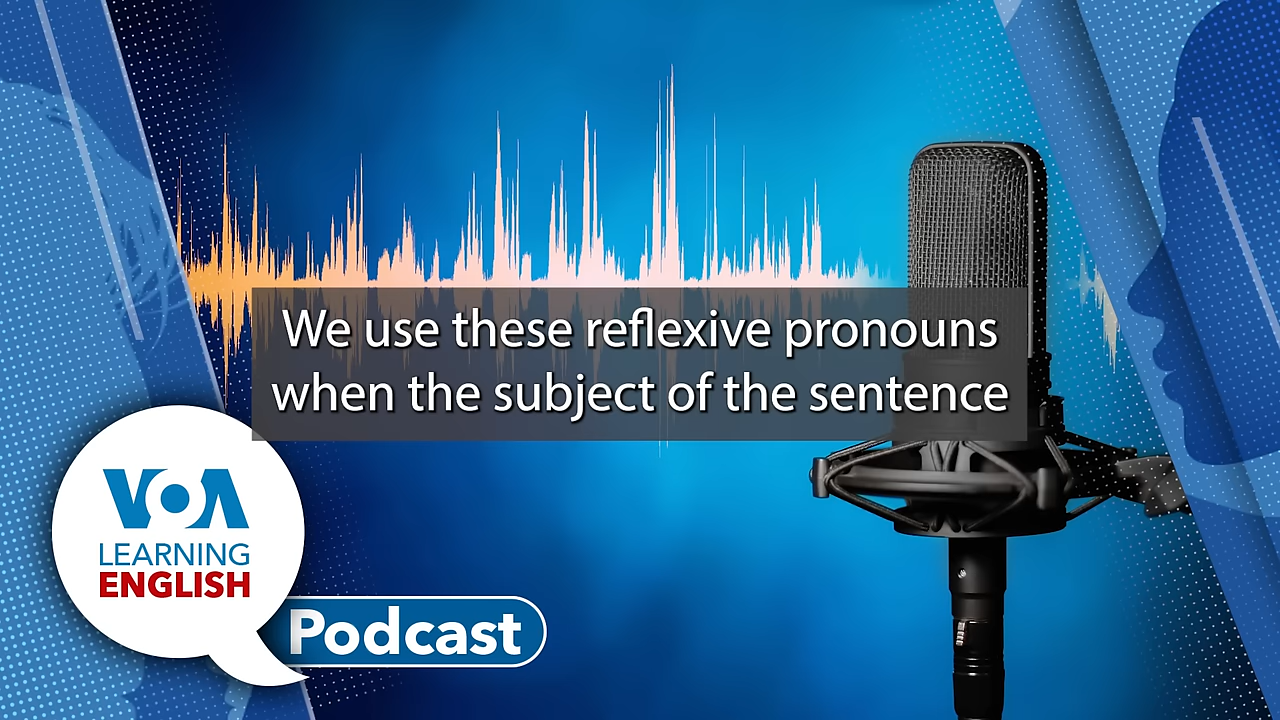 We use these reflexive pronouns
when the subject of the sentence
VOA
LEARNING
ENGLISH
Podcast